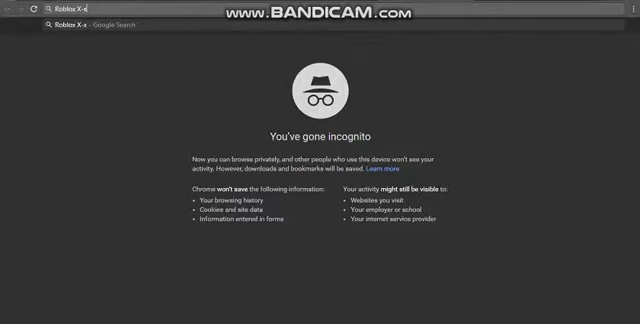 Roblox X-x
www.BANDICAM.com
Roblox X-x - Google Search
You've gone incognito
Now you can browse privately, and other people who use this device won't see your
activity. However, downloads and bookmarks will be saved. Learn more
Chrome won't save the following information:
• Your browsing history
• Cookies and site data
• Information entered in forms
Your activity might still be visible to:
• Websites you visit
• Your employer or school
• Your internet service provider